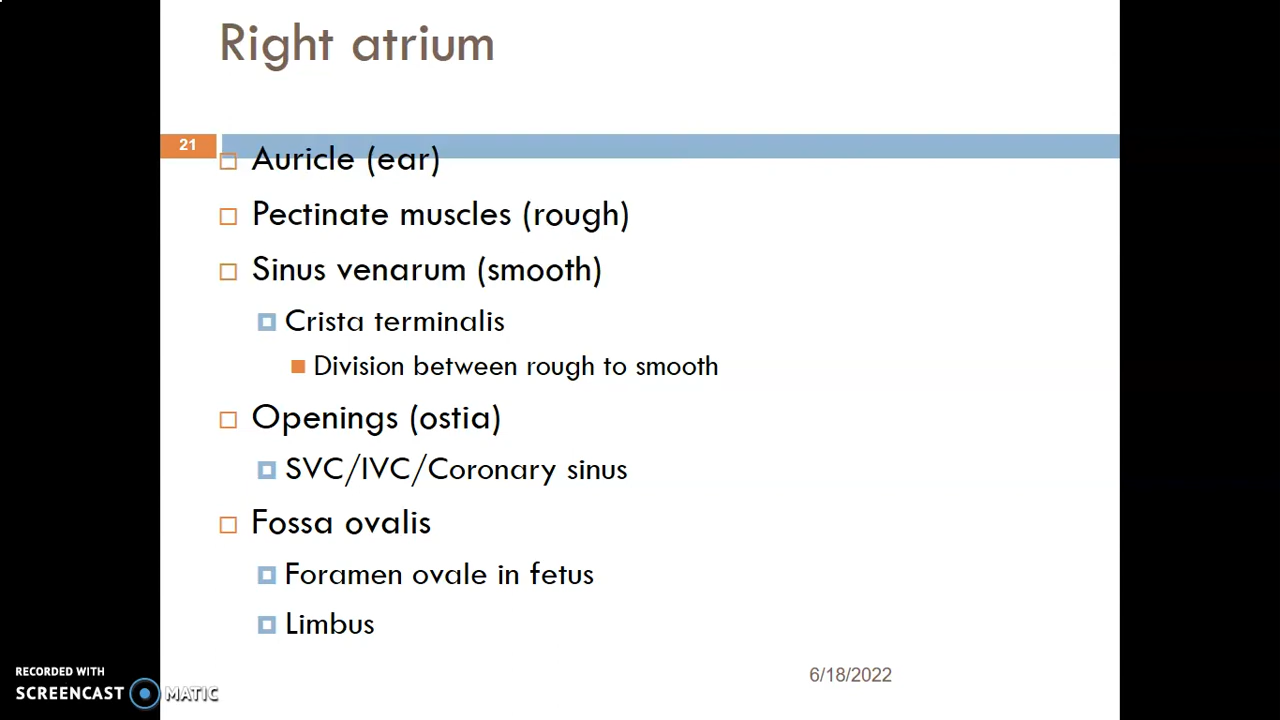 Right atrium
21
Auricle (ear)
Pectinate muscles (rough)
Sinus venarum (smooth)
Crista terminalis
Division between rough to smooth
Openings (ostia)
SVC/IVC/Coronary sinus
Fossa ovalis
Foramen ovale in fetus
Limbus
6/18/2022
RECORDED WITH
SCREENCAST MATIC